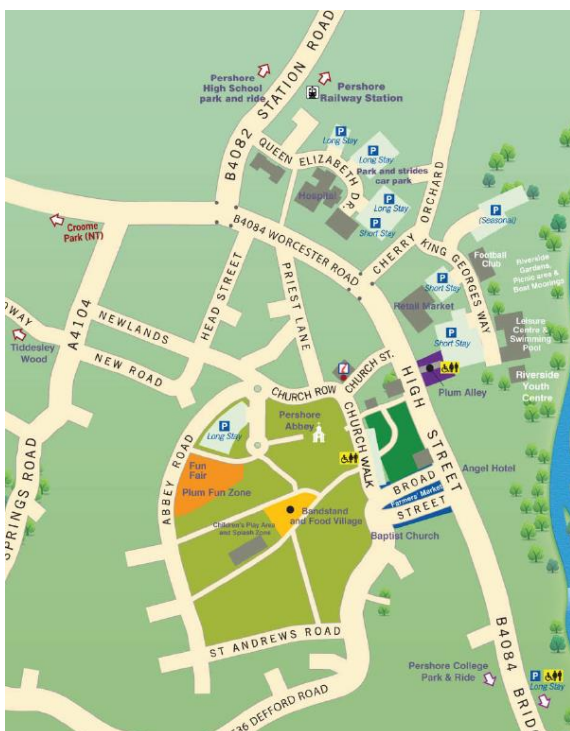 Pershore
High School
park and ride
B4082 STATION ROAD
Pershore
Railway Station
P
Long Stay
QUEEN ELIZABETH DR.
P
Long Stay
Park and strides
car park
Hospital
P
Long Stay
P
Short Stay
CHERRY ORCHARD
P
(Seasonal)
Croome
Park (NT)
B4084 WORCESTER ROAD
KING GEORGES WAY
Football
Club
Riverside
Gardens,
Picnic area &
Boat Moorings
P
Short Stay
Retail Market
HEAD STREET
PRIEST LANE
A4104
NEWLANDS
NEW ROAD
Tiddesley
Wood
P
Short Stay
Leisure
Centre &
Swimming
Pool
Riverside
Youth
Centre
Plum Alley
CHURCH ST.
CHURCH ROW
HIGH STREET
Pershore
Abbey
CHURCH WALK
P
Long Stay
ABBEY ROAD
Fun
Fair
Plum Fun Zone
Angel Hotel
BROAD
Farmers' Market
STREET
Bandstand
and Food Village
Children's Play Area
and Splash Zone
Baptist Church
SPRINGS ROAD
ST ANDREWS ROAD
36 DEFFORD ROAD
Pershore College
Park & Ride
P
Long Stay
B4084 BRID